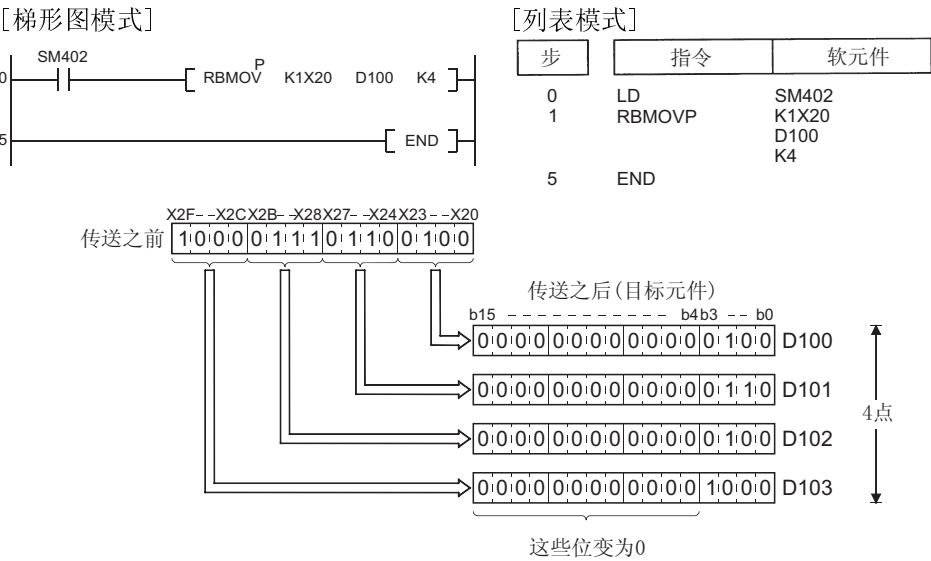 [梯形图模式]
SM402
0
RBMOVP K1X20 D100 K4
5
END
[列表模式]
步 指令 软元件
0 LD SM402
1 RBMOVP K1X20
D100
K4
5 END
X2F--X2C X2B--X28 X27--X24 X23--X20
传送之前 1 0 0 0 0 1 1 1 0 1 1 0 0 1 0 0
传送之后(目标元件)
b15 ------------ b4 b3 -- b0
0 0 0 0 0 0 0 0 0 0 0 0 0 1 0 0 D100
0 0 0 0 0 0 0 0 0 0 0 0 0 1 1 0 D101
0 0 0 0 0 0 0 0 0 0 0 0 0 1 0 0 D102
0 0 0 0 0 0 0 0 0 0 0 0 1 0 0 0 D103
4点
这些位变为0